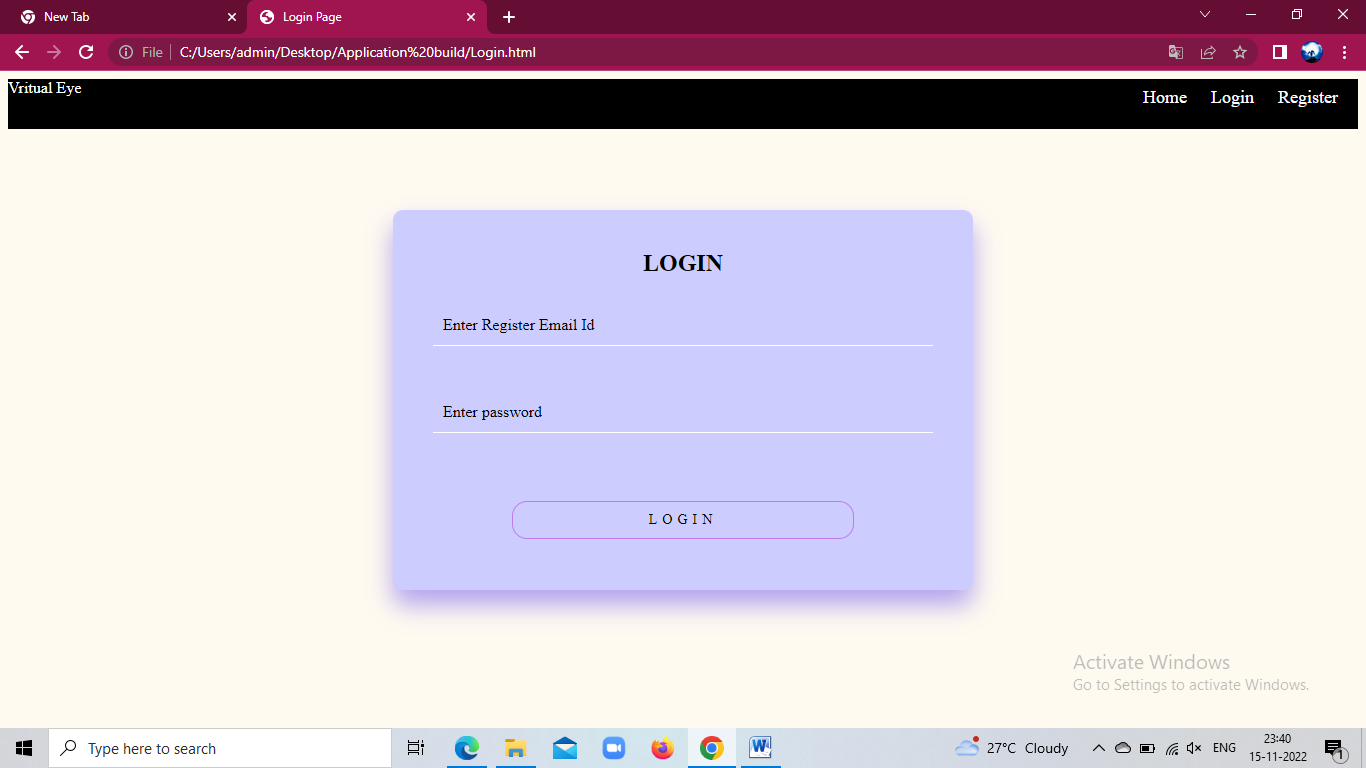 New Tab
Login Page
File
C:/Users/admin/Desktop/Application%20build/Login.html
Vritual Eye
Home Login Register
LOGIN
Enter Register Email Id
Enter password
LOGIN
Activate Windows
Go to Settings to activate Windows.
Type here to search
27°C Cloudy
ENG
23:40
15-11-2022
1